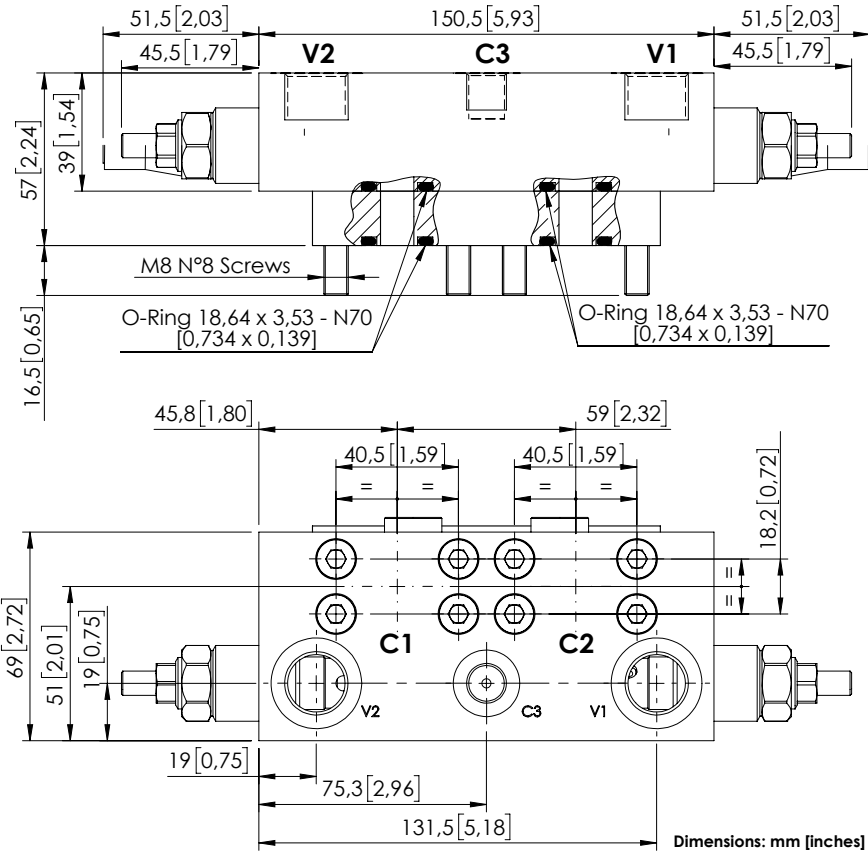 51,5[2,03]
150,5[5,93]
51,5[2,03]
45,5[1,79]
45,5[1,79]
V2
C3
V1
57[2,24]
39[1,54]
M8 N°8 Screws
16,5[0,65]
O-Ring 18,64 x 3,53 - N70
[0,734 x 0,139]
O-Ring 18,64 x 3,53 - N70
[0,734 x 0,139]
45,8[1,80]
59[2,32]
40,5[1,59]
40,5[1,59]
= =
= =
18,2[0,72]
=
=
69[2,72]
51[2,01]
19[0,75]
C1
C2
V2
C3
V1
19[0,75]
75,3[2,96]
131,5[5,18]
Dimensions: mm [inches]